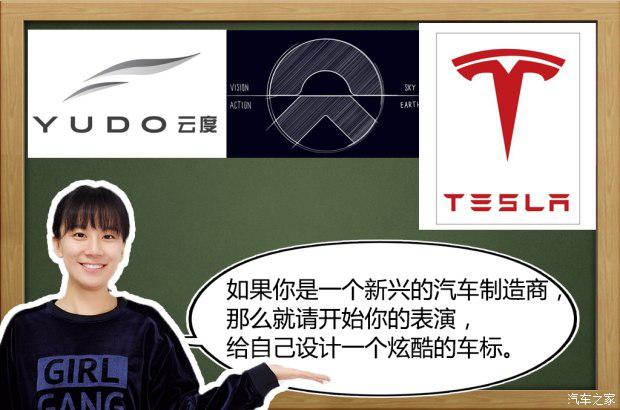 YUDO云度
VISION
SKY
ACTION
EARTH
TESLA
如果你是一个新兴的汽车制造商，
那么就请开始你的表演，
给自己设计一个炫酷的车标。
GIRL
GANG
汽车之家